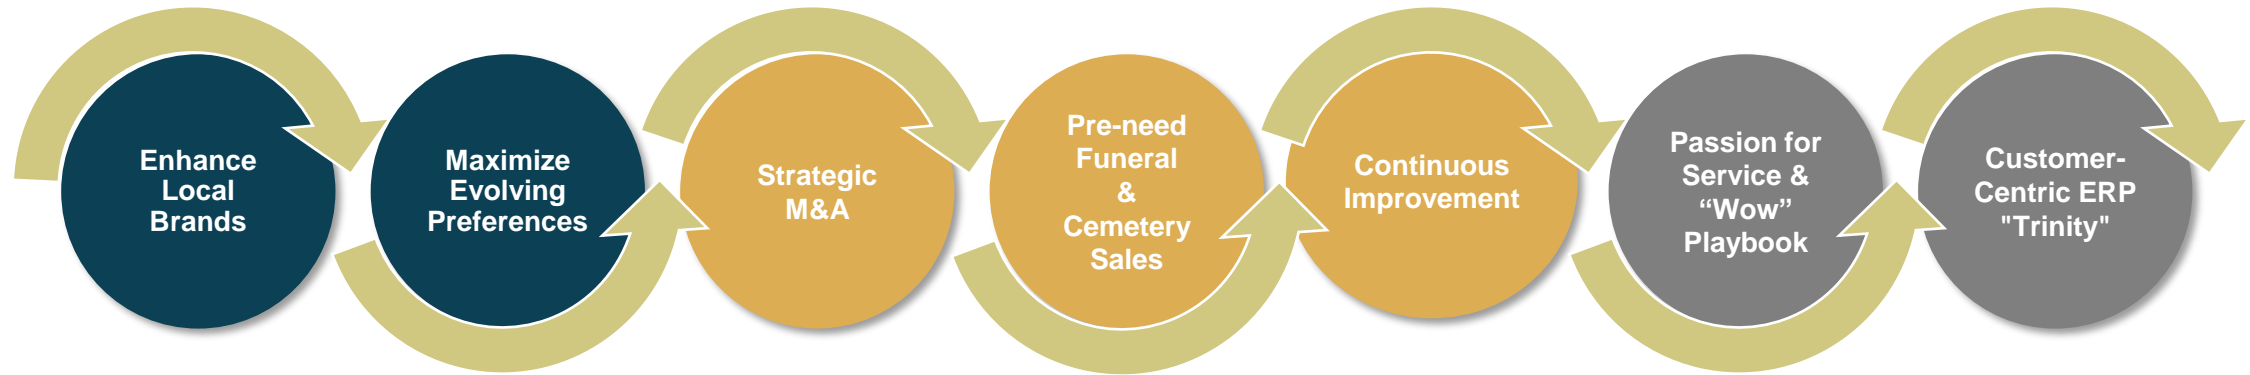 Enhance
Local
Brands
Maximize
Evolving
Preferences
Strategic
M&A
Pre-need
Funeral
&
Cemetery
Sales
Continuous
Improvement
Passion for
Service &
“Wow”
Playbook
Customer-
Centric ERP
"Trinity"